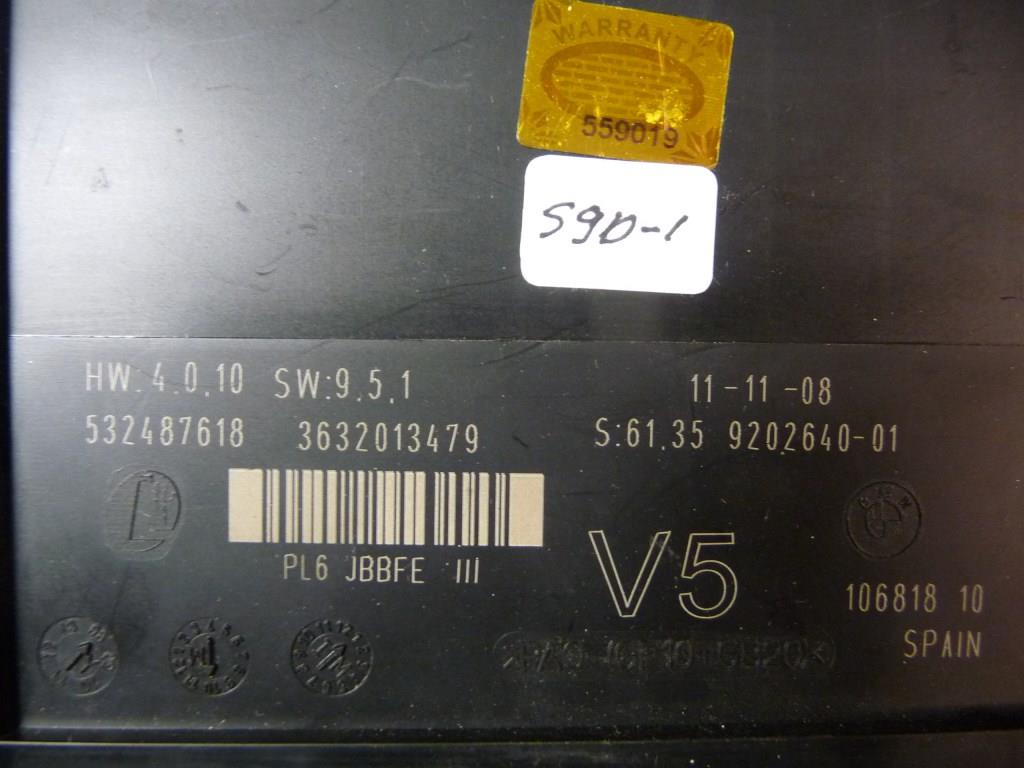 WARRANTY
559019
S9D-1
HW:4.0.10 SW:9.5.1
11-11-08
532487618 3632013479
S:61.35 9202640-01
PL6 JBBFE III
V5
106818 10
SPAIN